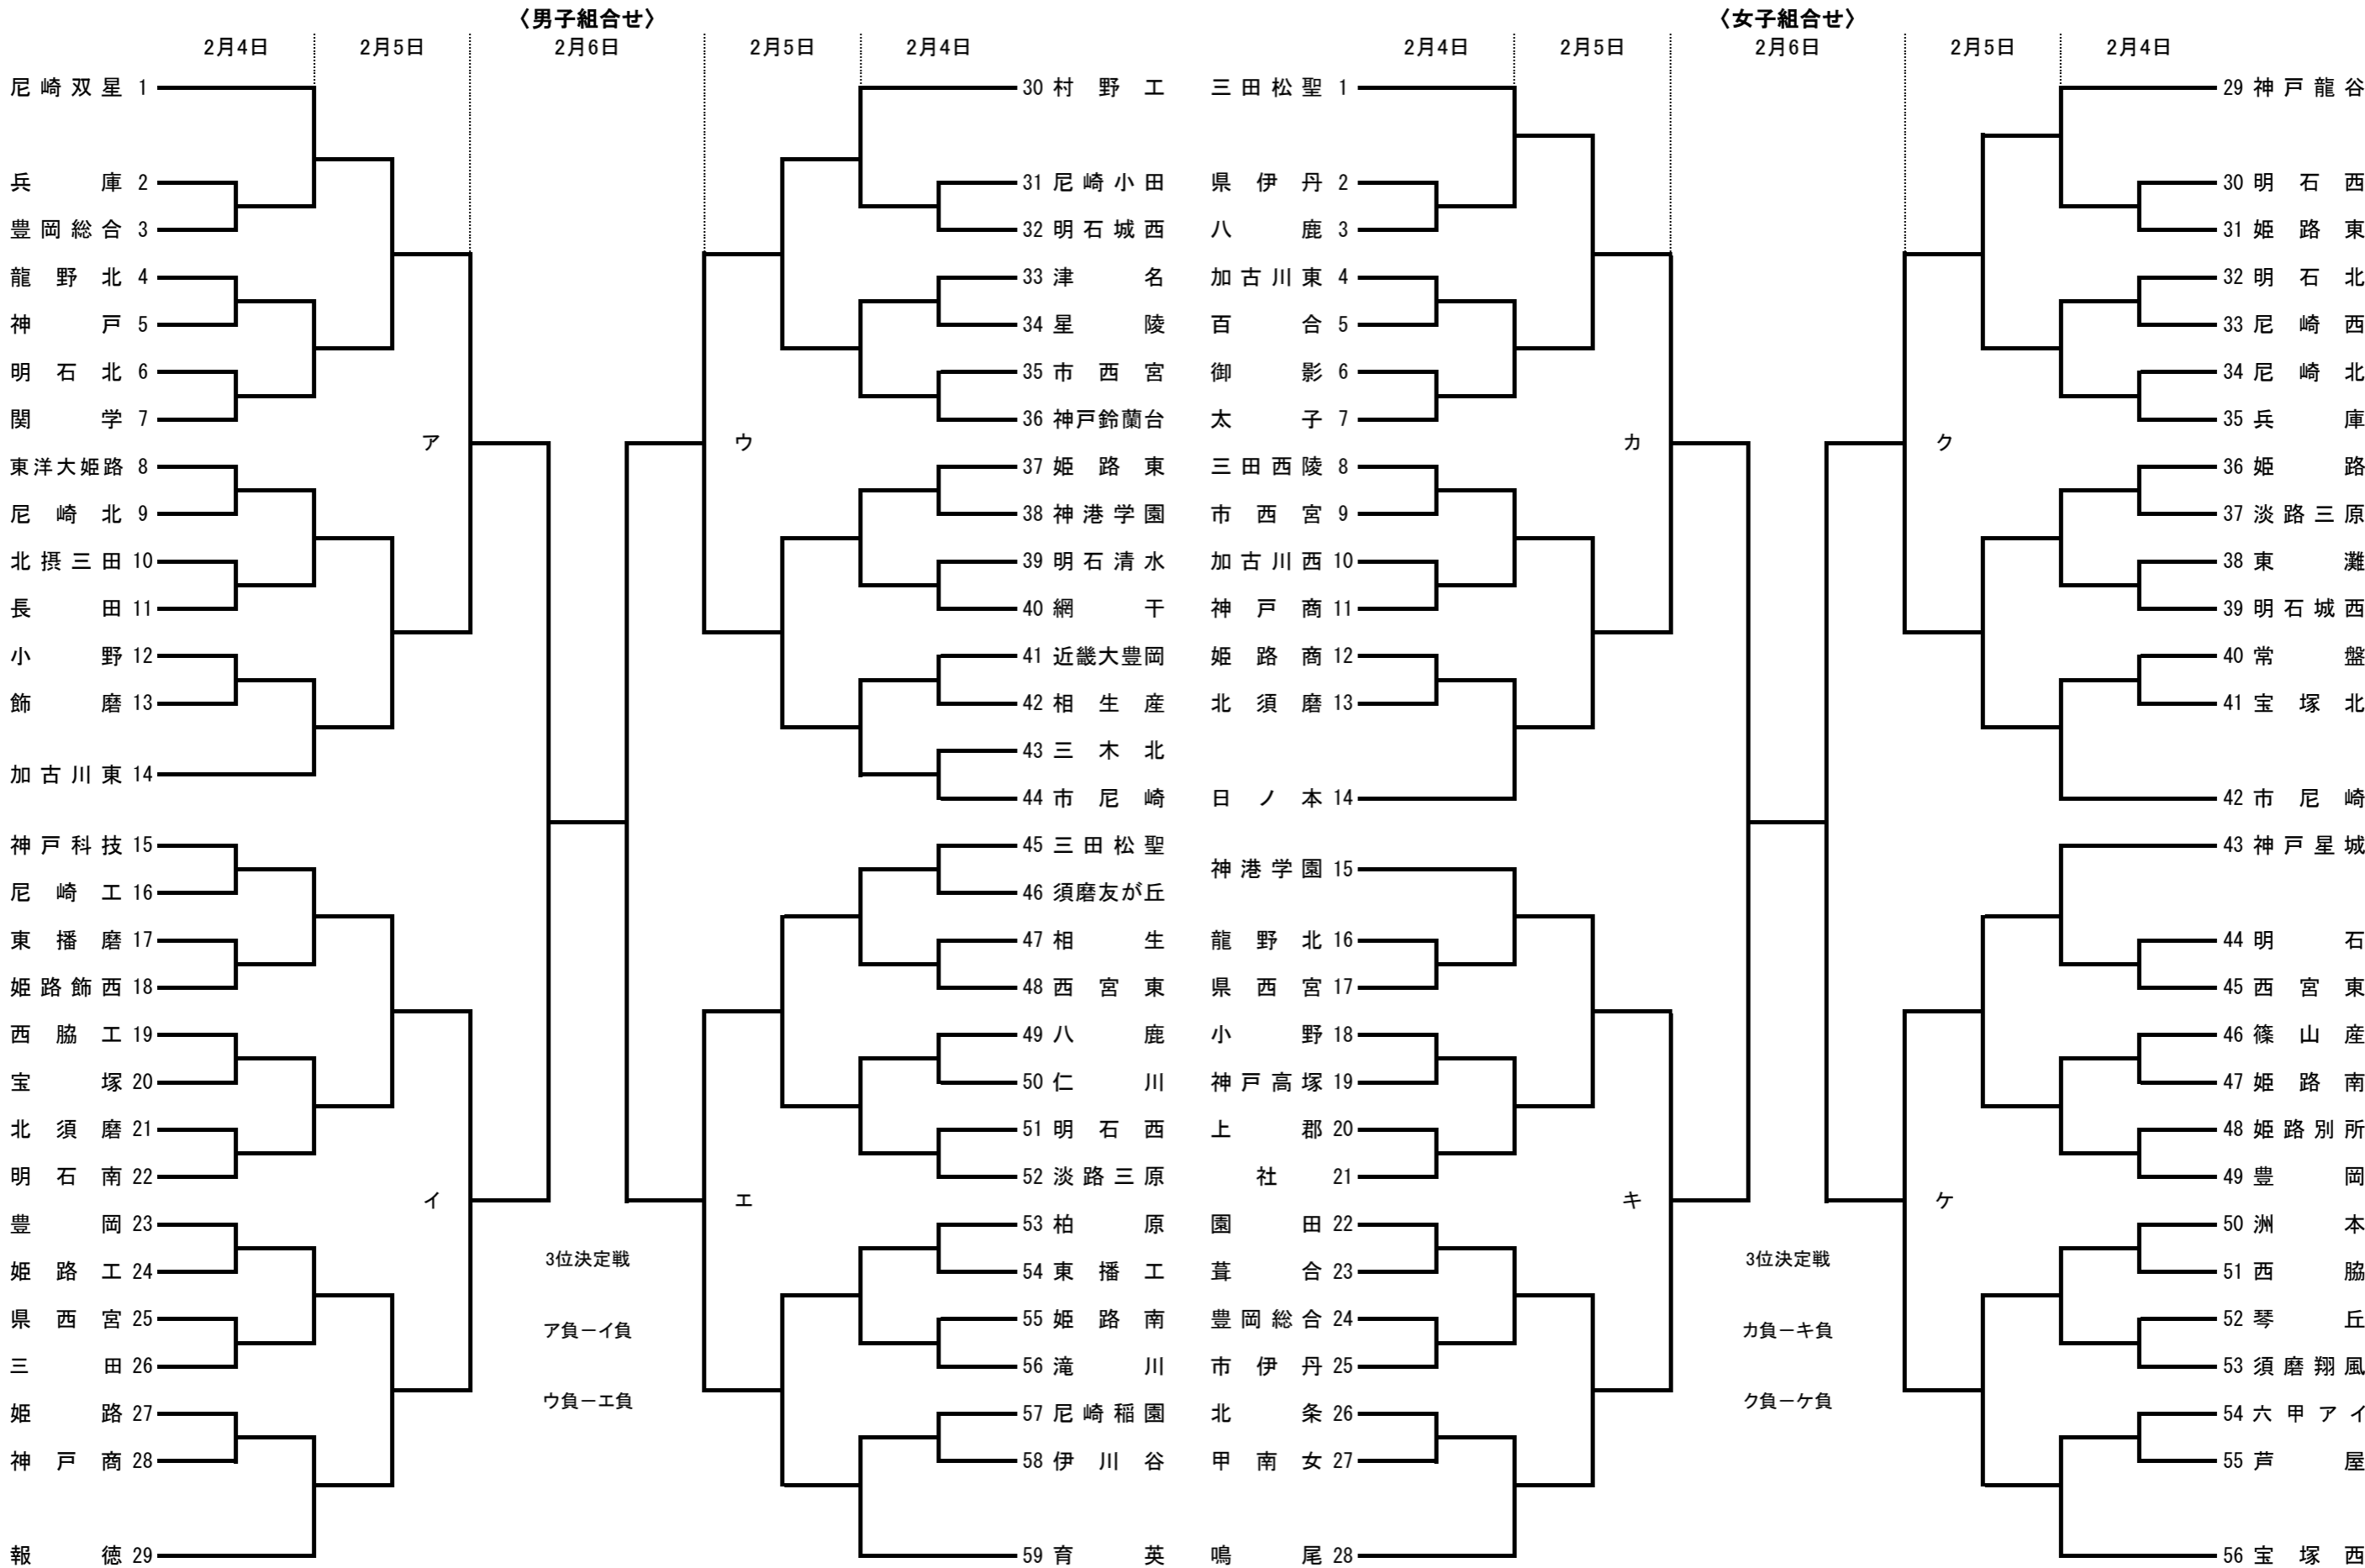 〈男子組合せ〉
2月4日 2月5日 2月6日 2月5日 2月4日
尼崎双星 1
兵庫 2
豊岡総合 3
龍野北 4
神戸 5
明石北 6
関学 7
ア
東洋大姫路 8
尼崎北 9
北摂三田 10
長田 11
小野 12
飾磨 13
加古川東 14
神戸科技 15
尼崎工 16
東播磨 17
姫路飾西 18
西脇工 19
宝塚 20
北須磨 21
明石南 22
イ
豊岡 23
姫路工 24
県西宮 25
三田 26
姫路 27
神戸商 28
報徳 29
3位決定戦
ア負－イ負
ウ負－エ負
30 村野工
31 尼崎小田
32 明石城西
33 津名
34 星陵
35 市西宮
36 神戸鈴蘭台
ウ
37 姫路東
38 神港学園
39 明石清水
40 網干
41 近畿大豊岡
42 相生産
43 三木北
44 市尼崎
45 三田松聖
46 須磨友が丘
47 相生
48 西宮東
49 八鹿
50 仁川
51 明石西
52 淡路三原
エ
53 柏原
54 東播工
55 姫路南
56 滝川
57 尼崎稲園
58 伊川谷
59 育英
〈女子組合せ〉
2月4日 2月5日 2月6日 2月5日 2月4日
三田松聖 1
県伊丹 2
八鹿 3
加古川東 4
百合 5
御影 6
太子 7
カ
三田西陵 8
市西宮 9
加古川西 10
神戸商 11
姫路商 12
北須磨 13
日ノ本 14
神港学園 15
龍野北 16
県西宮 17
小野 18
神戸高塚 19
上郡 20
社 21
キ
園田 22
葺合 23
豊岡総合 24
市伊丹 25
北条 26
甲南女 27
鳴尾 28
3位決定戦
カ負－キ負
ク負－ケ負
29 神戸龍谷
30 明石西
31 姫路東
32 明石北
33 尼崎西
34 尼崎北
35 兵庫
ク
36 姫路
37 淡路三原
38 東灘
39 明石城西
40 常盤
41 宝塚北
42 市尼崎
43 神戸星城
44 明石
45 西宮東
46 篠山産
47 姫路南
48 姫路別所
49 豊岡
ケ
50 洲本
51 西脇
52 琴丘
53 須磨翔風
54 六甲アイ
55 芦屋
56 宝塚西